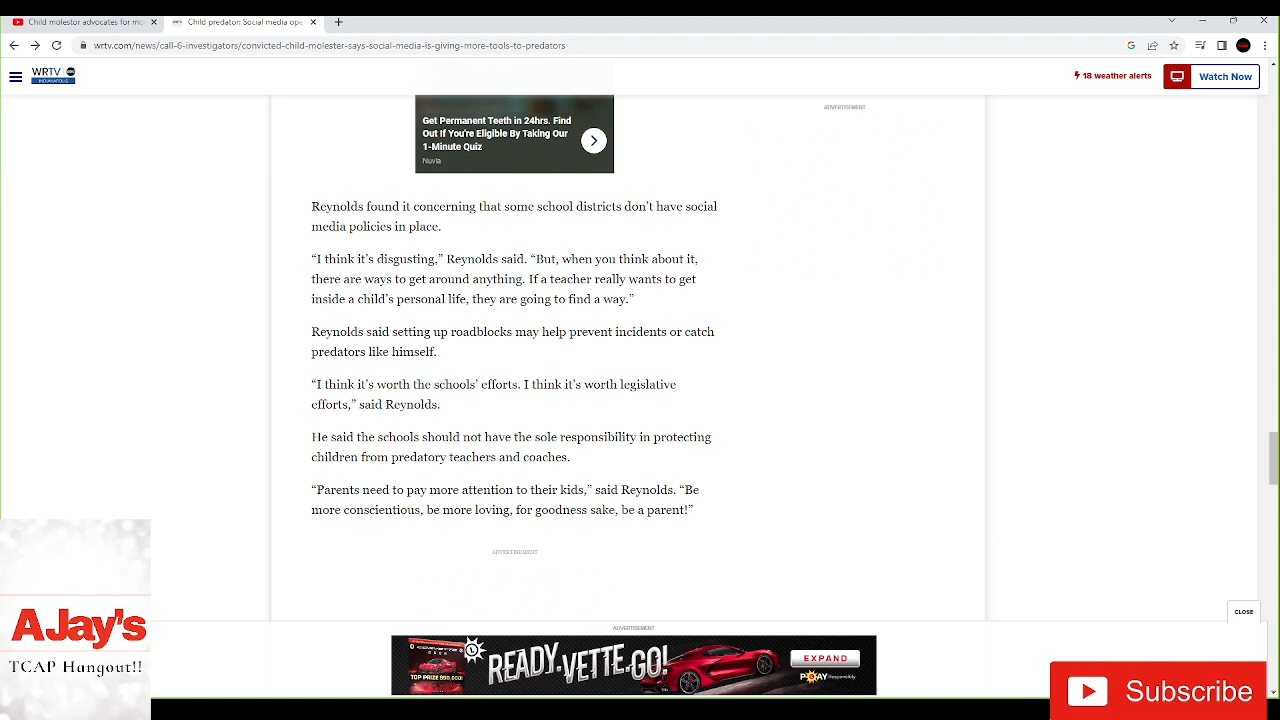 Child molestor advocates for mo
Child predator: Social media ope
wrtv.com/news/call-6-investigators/convicted-child-molester-says-social-media-is-giving-more-tools-to-predators
WRTV
INDIANAPOLIS
18 weather alerts
Watch Now
ADVERTISEMENT
Get Permanent Teeth in 24hrs. Find
Out If You're Eligible By Taking Our
1-Minute Quiz
Nuvia
Reynolds found it concerning that some school districts don’t have social
media policies in place.
“I think it’s disgusting,” Reynolds said. “But, when you think about it,
there are ways to get around anything. If a teacher really wants to get
inside a child’s personal life, they are going to find a way.”
Reynolds said setting up roadblocks may help prevent incidents or catch
predators like himself.
“I think it’s worth the schools’ efforts. I think it’s worth legislative
efforts,” said Reynolds.
He said the schools should not have the sole responsibility in protecting
children from predatory teachers and coaches.
“Parents need to pay more attention to their kids,” said Reynolds. “Be
more conscientious, be more loving, for goodness sake, be a parent!”
ADVERTISEMENT
CLOSE
ADVERTISEMENT
TOP PRIZE $90,000!
READY.VETTE.GO!
EXPAND
PLAY Responsibly
AJay's
TCAP Hangout!!
Subscribe